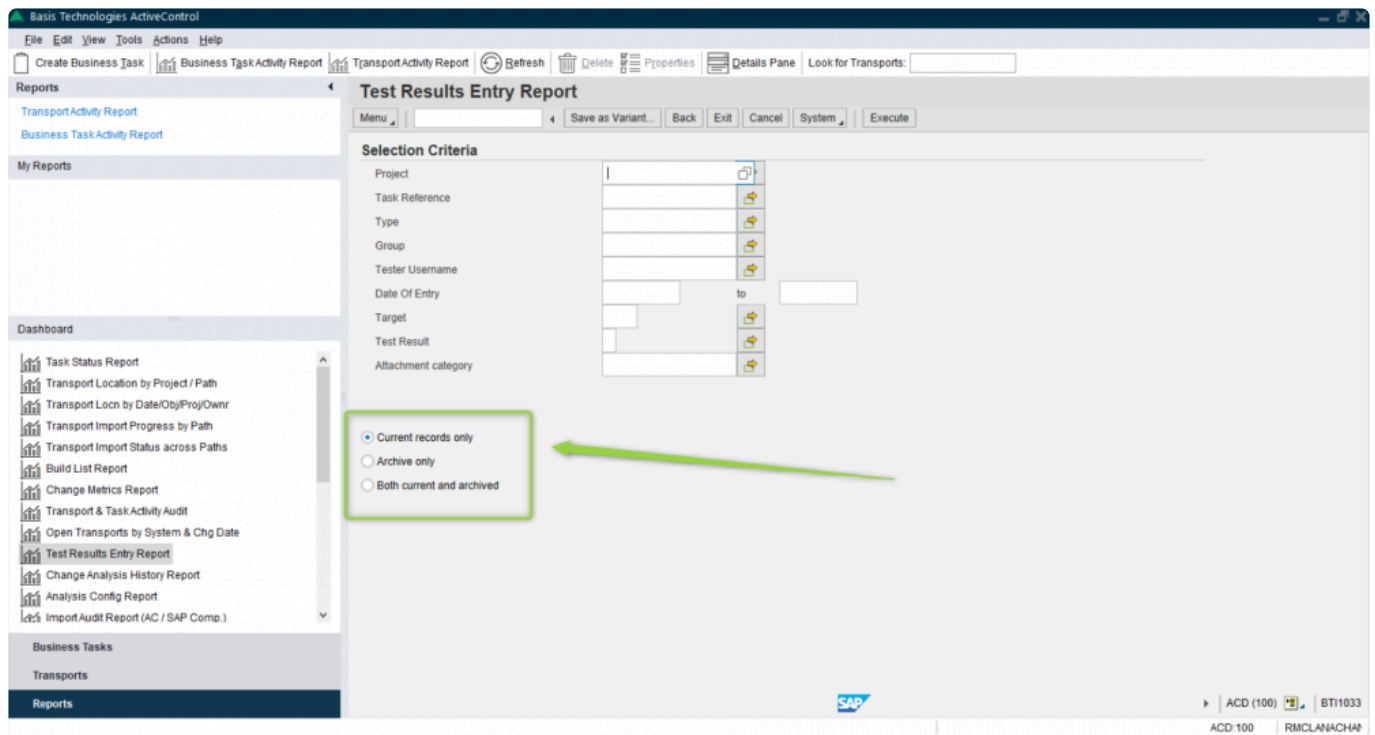 Basis Technologies ActiveControl
File Edit View Tools Actions Help
Create Business Task Business Task Activity Report Transport Activity Report Refresh Delete Properties Details Pane Look for Transports:
Reports
Transport Activity Report
Business Task Activity Report
My Reports
Dashboard
Task Status Report
Transport Location by Project / Path
Transport Locn by Date/Obj/Proj/Ownr
Transport Import Progress by Path
Transport Import Status across Paths
Build List Report
Change Metrics Report
Transport & Task Activity Audit
Open Transports by System & Chg Date
Test Results Entry Report
Change Analysis History Report
Analysis Config Report
Import Audit Report (AC / SAP Comp.)
Business Tasks
Transports
Reports
Test Results Entry Report
Menu Save as Variant... Back Exit Cancel System Execute
Selection Criteria
Project
Task Reference
Type
Group
Tester Username
Date Of Entry to
Target
Test Result
Attachment category
Current records only
Archive only
Both current and archived
SAP ACD (100) BTI1033
ACD:100 RMCLANACHAN